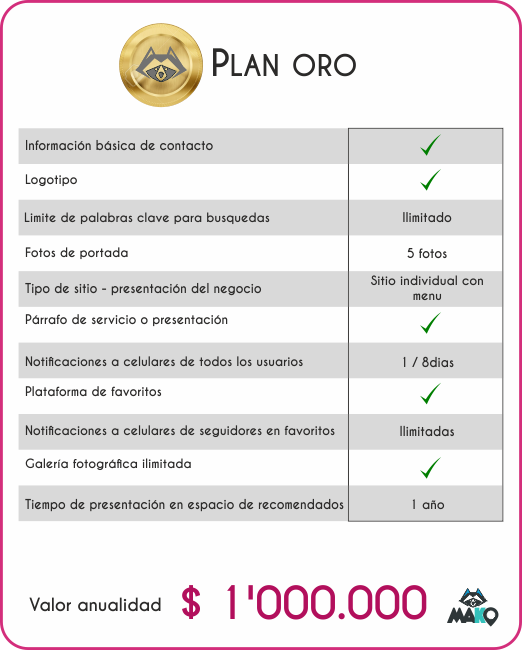 PLAN ORO
Información básica de contacto
Logotipo
Limite de palabras clave para busquedas Ilimitado
Fotos de portada 5 fotos
Tipo de sitio - presentación del negocio Sitio individual con
menu
Párrafo de servicio o presentación
Notificaciones a celulares de todos los usuarios 1 / 8dias
Plataforma de favoritos
Notificaciones a celulares de seguidores en favoritos Ilimitadas
Galería fotográfica ilimitada
Tiempo de presentación en espacio de recomendados 1 año
Valor anualidad $ 1'000.000
MAKO